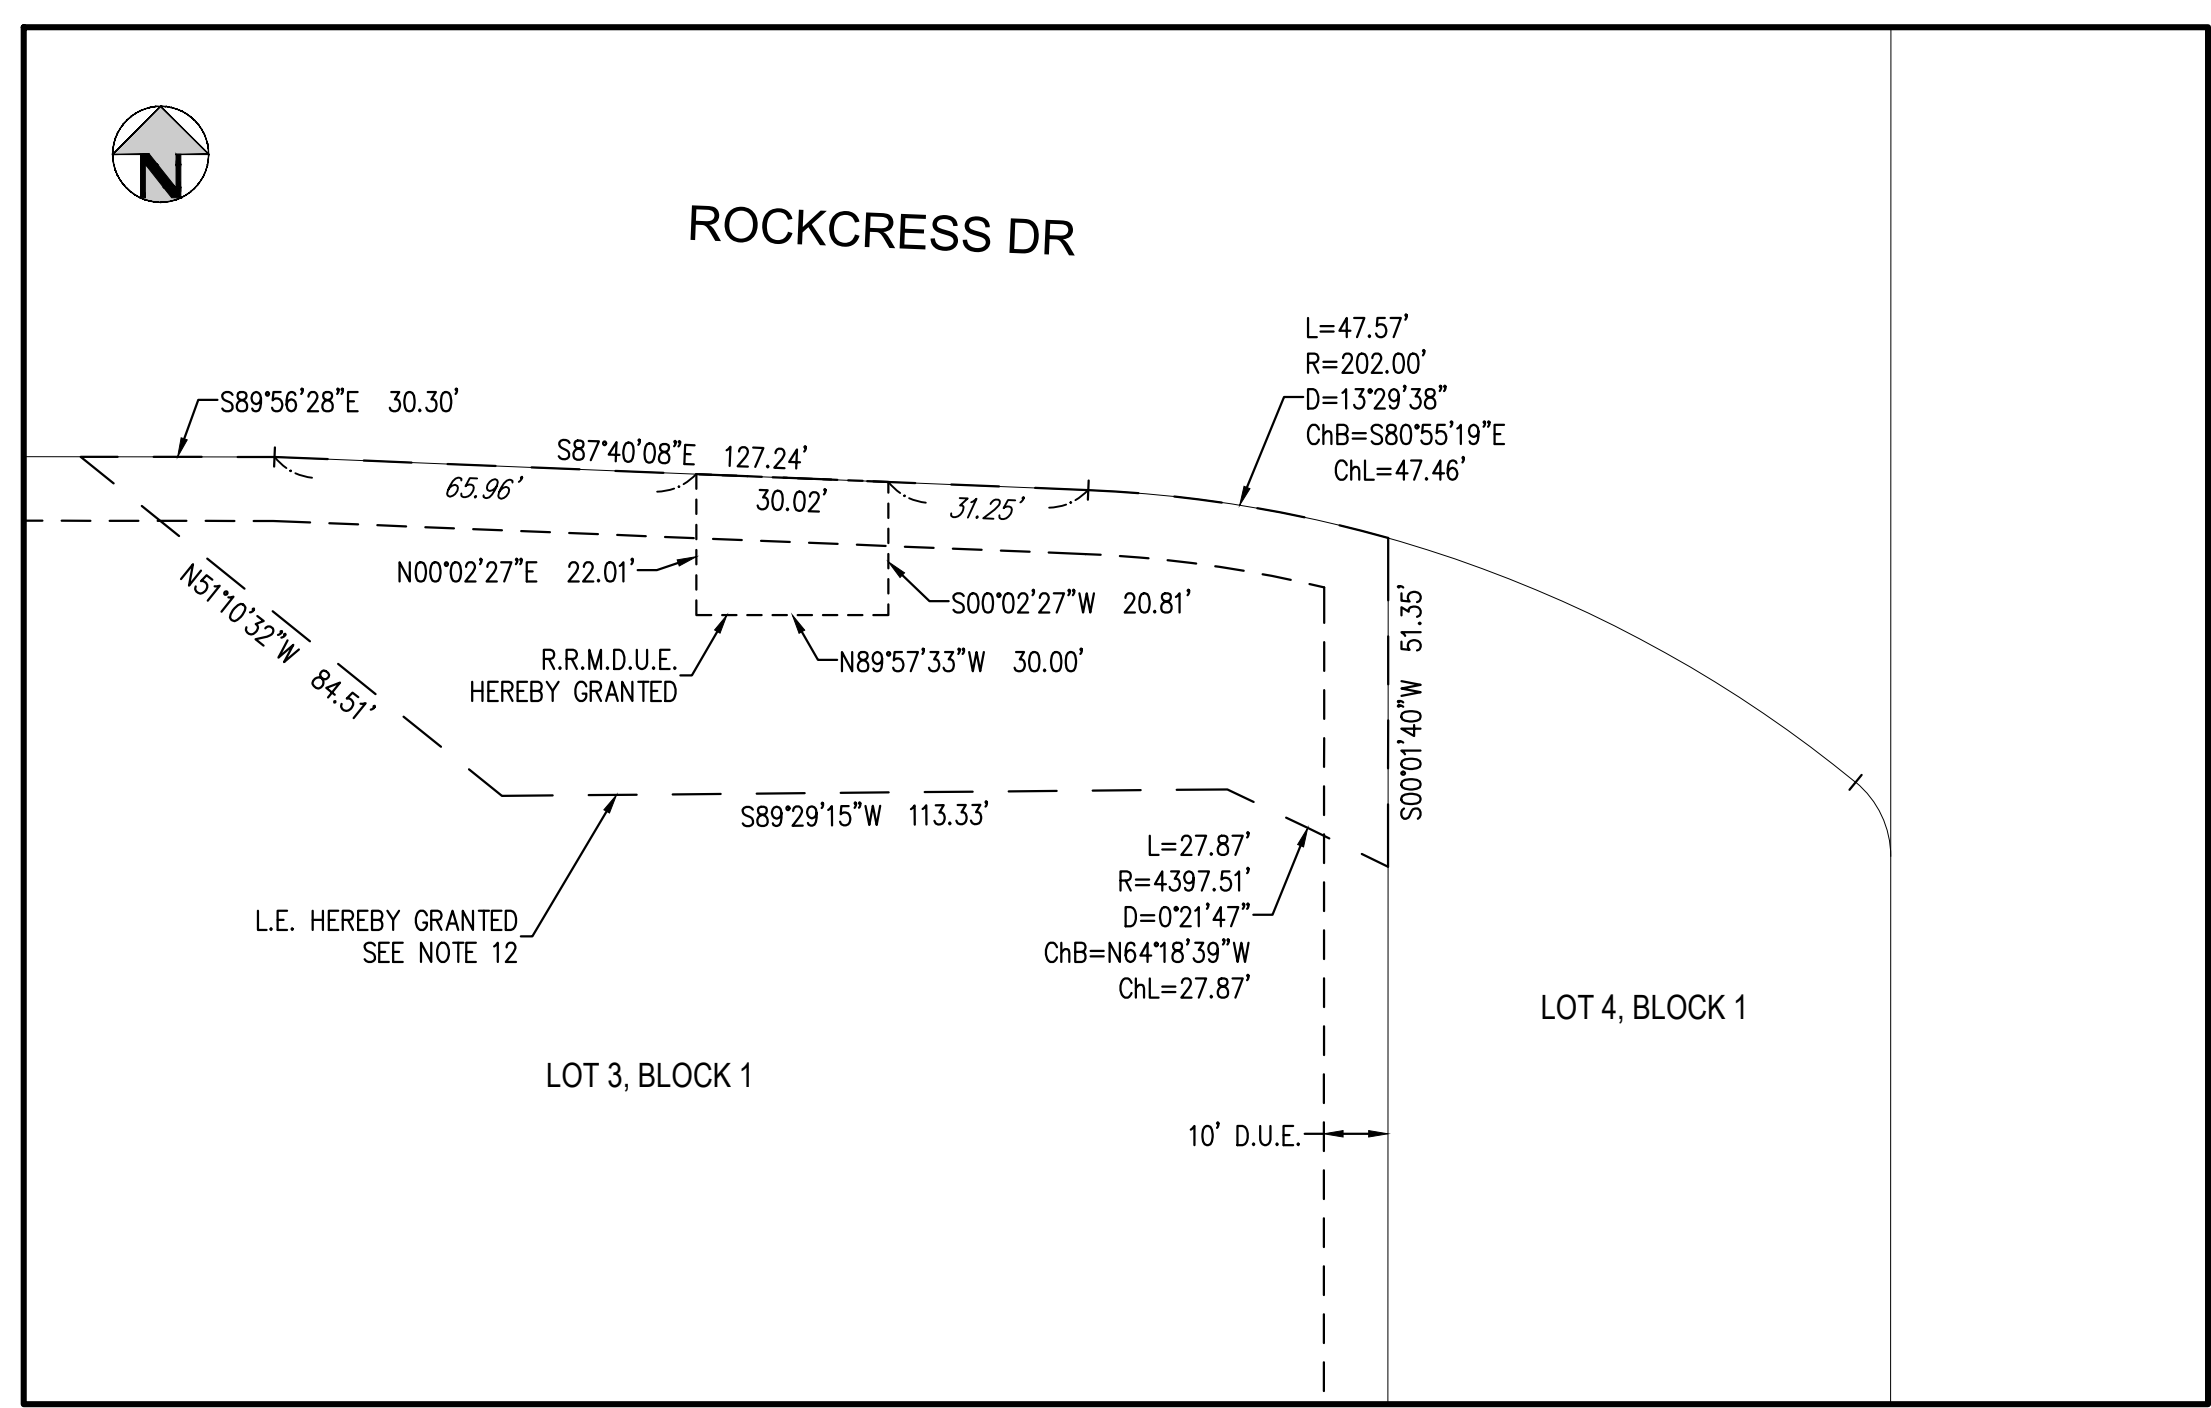 N
ROCKCRESS DR
L=47.57'
R=202.00'
D=13°29'38"
ChB=S80°55'19"E
ChL=47.46'
S89°56'28"E 30.30'
S87°40'08"E 127.24'
65.96'
30.02'
31.25'
N00°02'27"E 22.01'
S00°02'27"W 20.81'
N51°10'32"W 84.51'
R.R.M.D.U.E.
HEREBY GRANTED
N89°57'33"W 30.00'
S00°01'40"W 51.35'
S89°29'15"W 113.33'
L=27.87'
R=4397.51'
D=0°21'47"
ChB=N64°18'39"W
ChL=27.87'
L.E. HEREBY GRANTED
SEE NOTE 12
LOT 4, BLOCK 1
LOT 3, BLOCK 1
10' D.U.E.